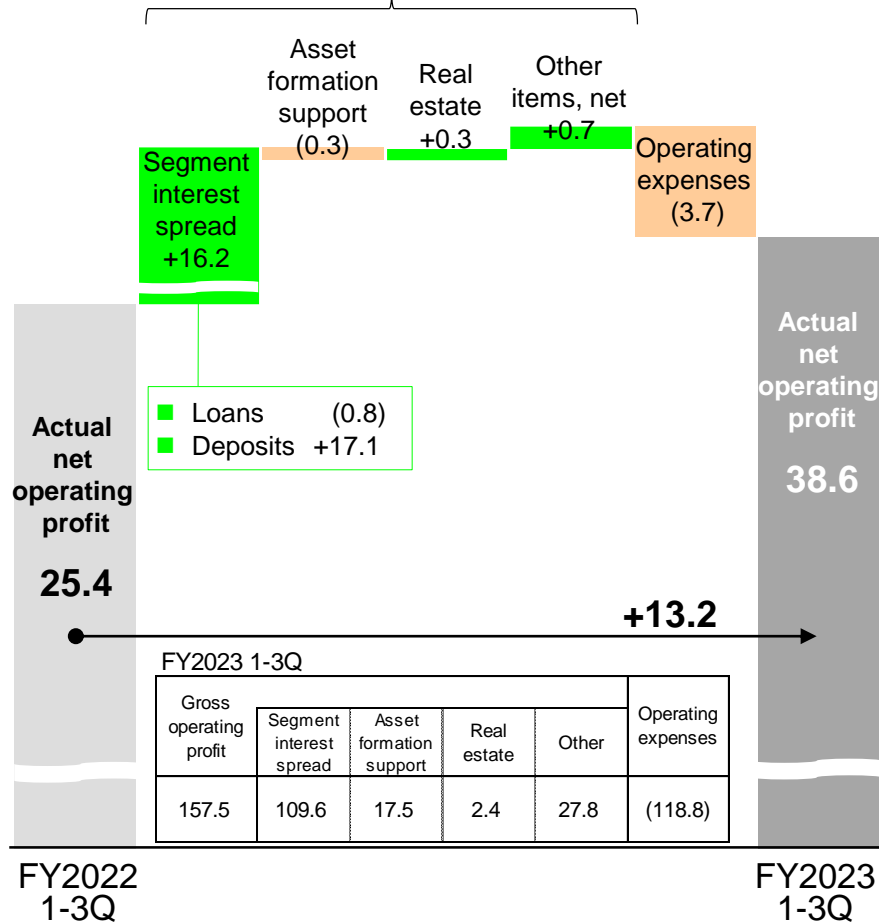 Asset
formation
support
(0.3)
Real
estate
+0.3
Other
items, net
+0.7
Segment
interest
spread
+16.2
Operating
expenses
(3.7)
Loans (0.8)
Deposits +17.1
Actual
net
operating
profit
25.4
Actual
net
operating
profit
38.6
+13.2
FY2023 1-3Q
Gross
operating
profit
Segment
interest
spread
Asset
formation
support
Real
estate
Other
Operating
expenses
157.5 109.6 17.5 2.4 27.8 (118.8)
FY2022
1-3Q
FY2023
1-3Q